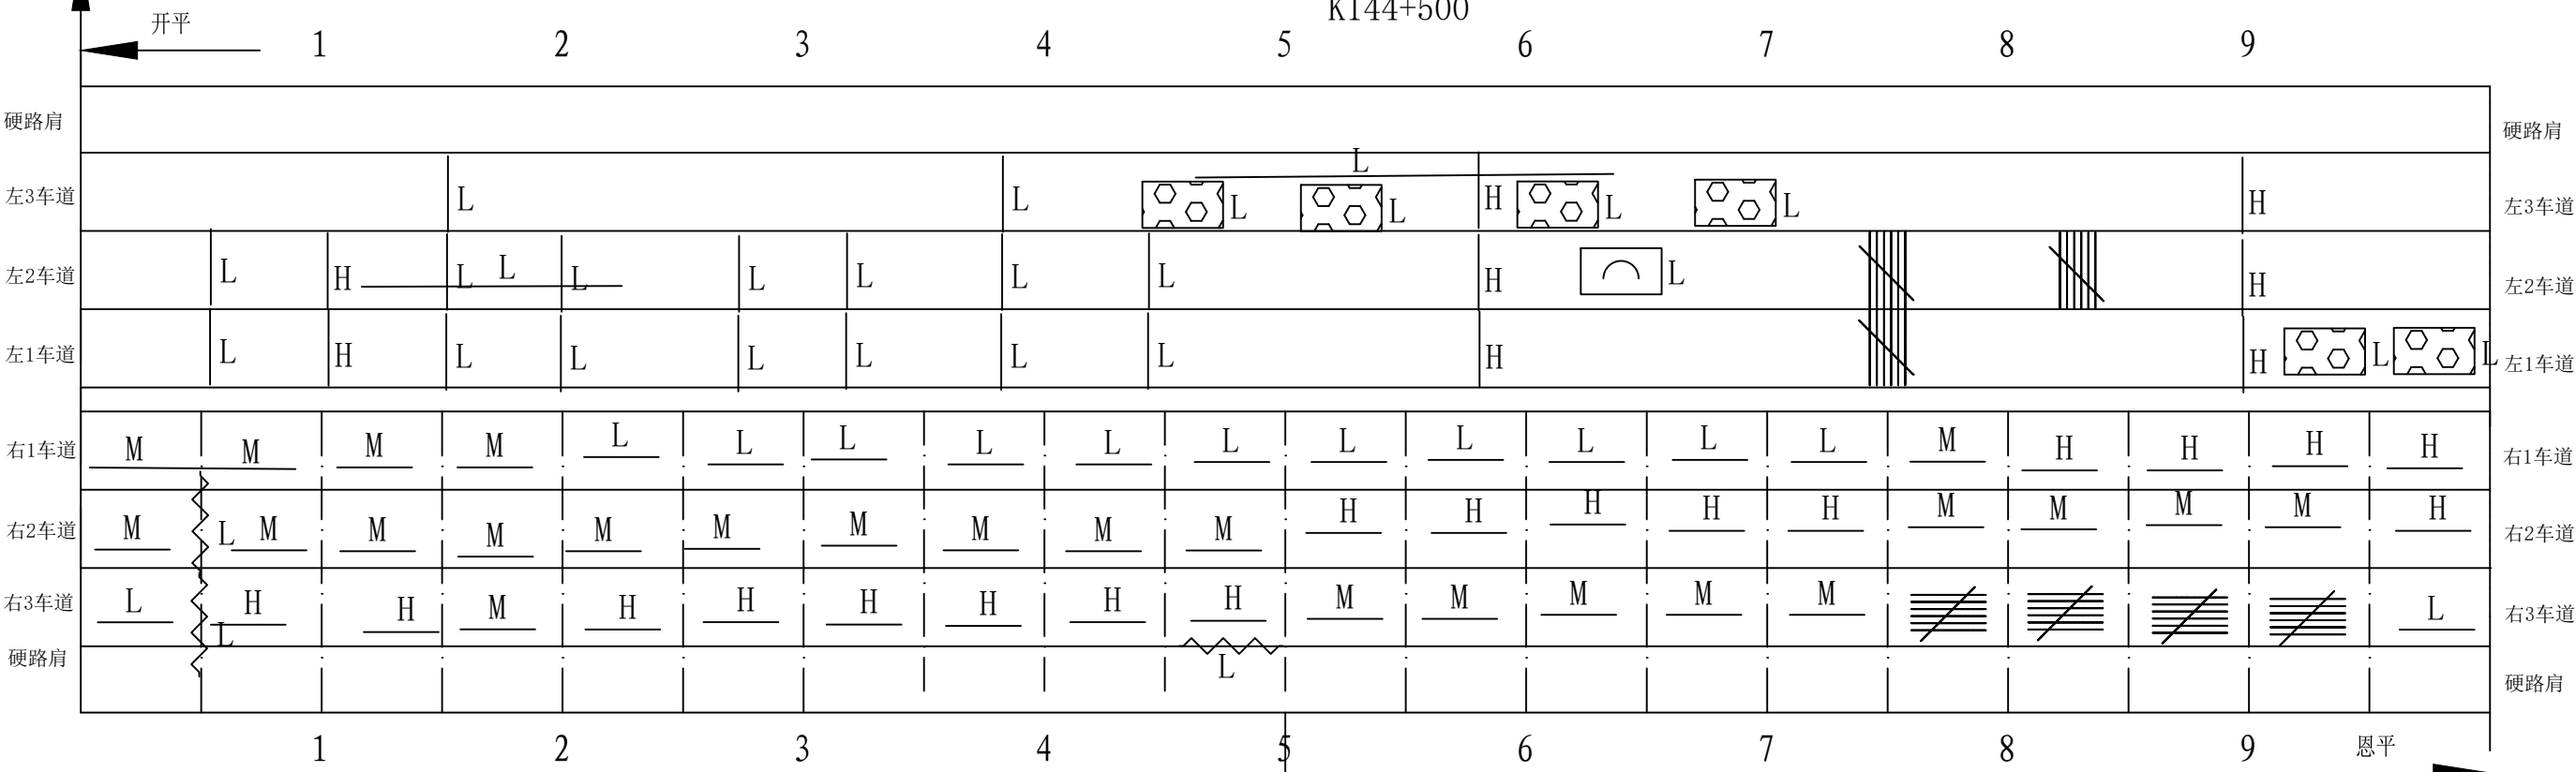 K144+500
开平
1 2 3 4 5 6 7 8 9
硬路肩 硬路肩
L
左3车道 L L L L H L L H 左3车道
左2车道 L H L L L L L L L H L H 左2车道
左1车道 L H L L L L L L H H L L 左1车道
右1车道 M M M M L L L L L L L L L L L M H H H H 右1车道
右2车道 M L M M M M M M M M M H H H H H M M M M H 右2车道
右3车道 L H H M H H H H H H M M M M M L 右3车道
L
硬路肩 L 硬路肩
1 2 3 4 5 6 7 8 9 恩平